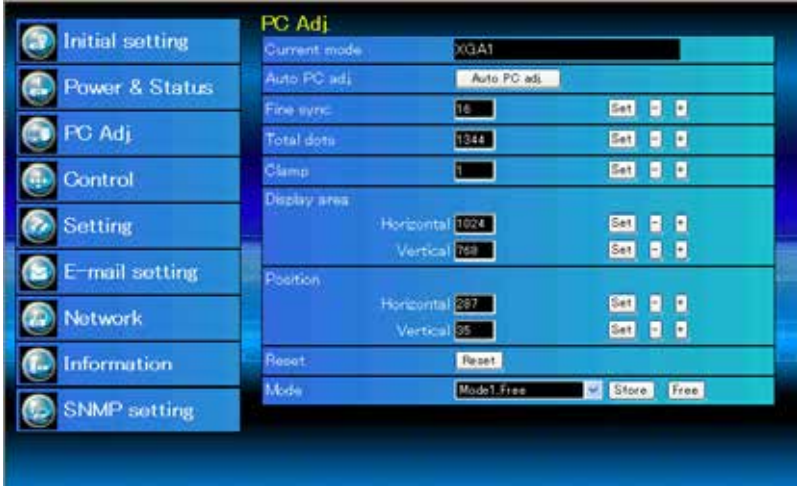 Initial setting
Power & Status
PC Adj.
Control
Setting
E-mail setting
Network
Information
SNMP setting
PC Adj.
Current mode XGA1
Auto PC adj. Auto PC adj.
Fine sync. 16 Set - +
Total dots 1344 Set - +
Clamp 1 Set - +
Display area
Horizontal 1024 Set - +
Vertical 768 Set - +
Position
Horizontal 287 Set - +
Vertical 35 Set - +
Reset Reset
Mode Mode1.Free Store Free